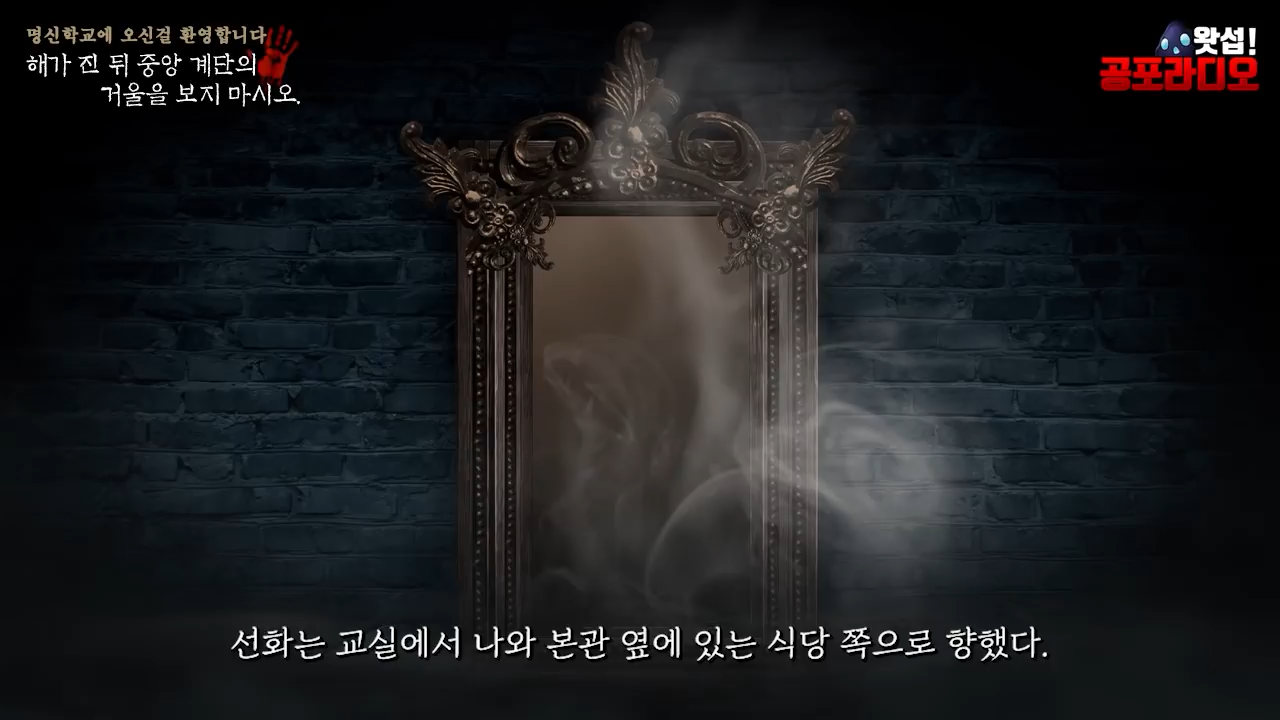 명신학교에 오신걸 환영합니다
해가 진 뒤 중앙 계단의
거울을 보지 마시오.
왓섭!
공포라디오
선화는 교실에서 나와 본관 옆에 있는 식당 쪽으로 향했다.